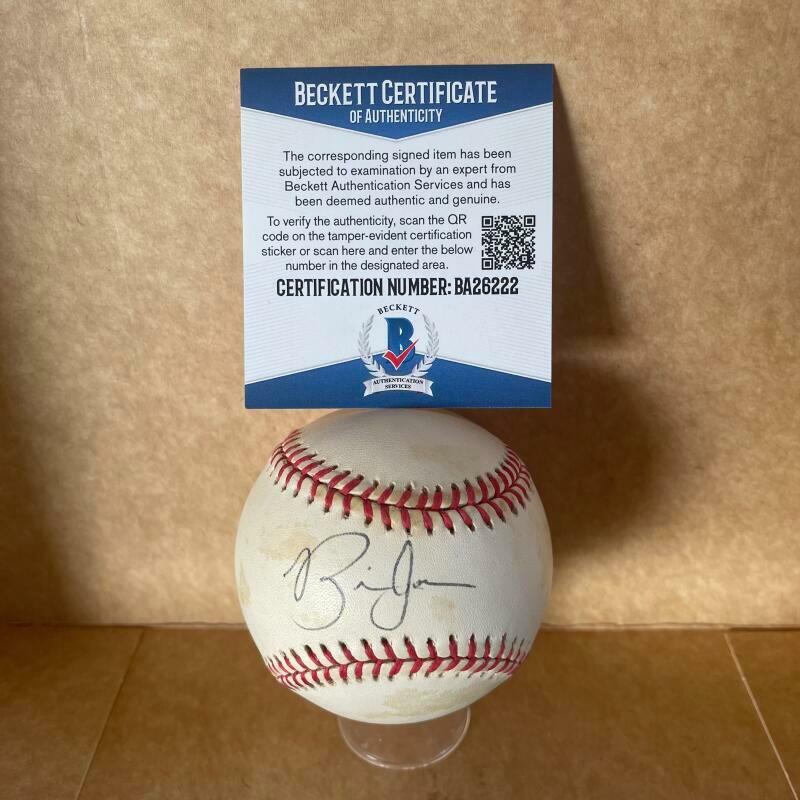 BECKETT CERTIFICATE
OF AUTHENTICITY
The corresponding signed item has been
subjected to examination by an expert from
Beckett Authentication Services and has
been deemed authentic and genuine.
To verify the authenticity, scan the QR
code on the tamper-evident certification
sticker or scan here and enter the below
number in the designated area.
CERTIFICATION NUMBER: BA26222
BECKETT
B
AUTHENTICATION
SERVICES